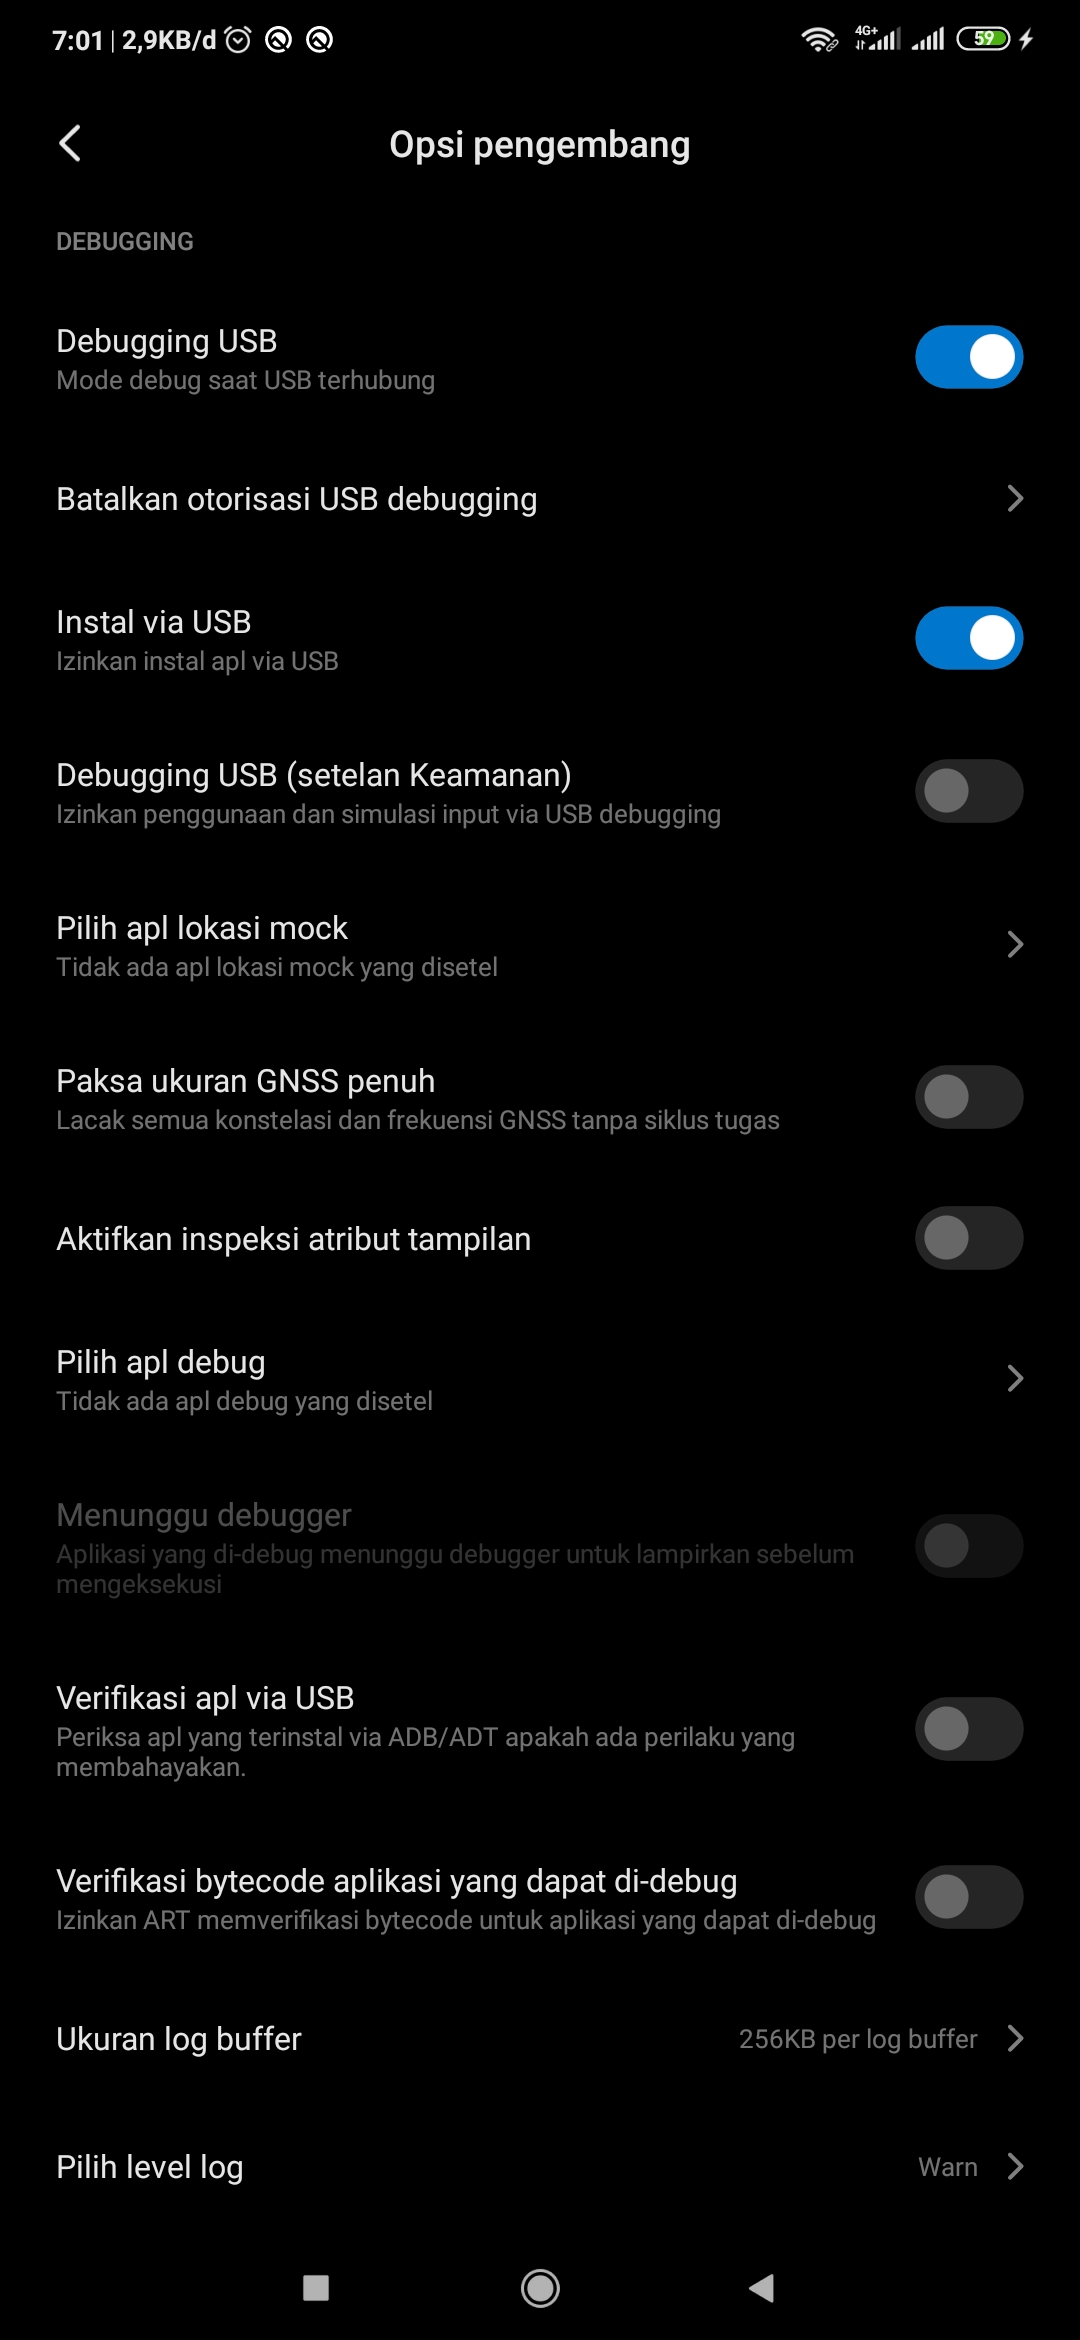 7:01 | 2,9KB/d
4G+
59
Opsi pengembang
DEBUGGING
Debugging USB
Mode debug saat USB terhubung
Batalkan otorisasi USB debugging
Instal via USB
Izinkan instal apl via USB
Debugging USB (setelan Keamanan)
Izinkan penggunaan dan simulasi input via USB debugging
Pilih apl lokasi mock
Tidak ada apl lokasi mock yang disetel
Paksa ukuran GNSS penuh
Lacak semua konstelasi dan frekuensi GNSS tanpa siklus tugas
Aktifkan inspeksi atribut tampilan
Pilih apl debug
Tidak ada apl debug yang disetel
Menunggu debugger
Aplikasi yang di-debug menunggu debugger untuk lampirkan sebelum
mengeksekusi
Verifikasi apl via USB
Periksa apl yang terinstal via ADB/ADT apakah ada perilaku yang
membahayakan.
Verifikasi bytecode aplikasi yang dapat di-debug
Izinkan ART memverifikasi bytecode untuk aplikasi yang dapat di-debug
Ukuran log buffer
256KB per log buffer
Pilih level log
Warn